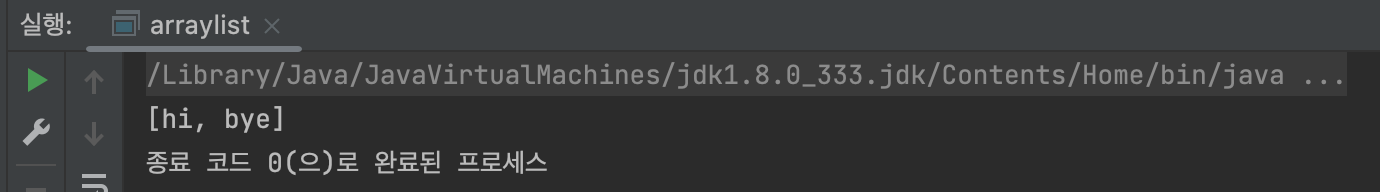 실행: arraylist
/Library/Java/JavaVirtualMachines/jdk1.8.0_333.jdk/Contents/Home/bin/java ...
[hi, bye]
종료 코드 0(으)로 완료된 프로세스